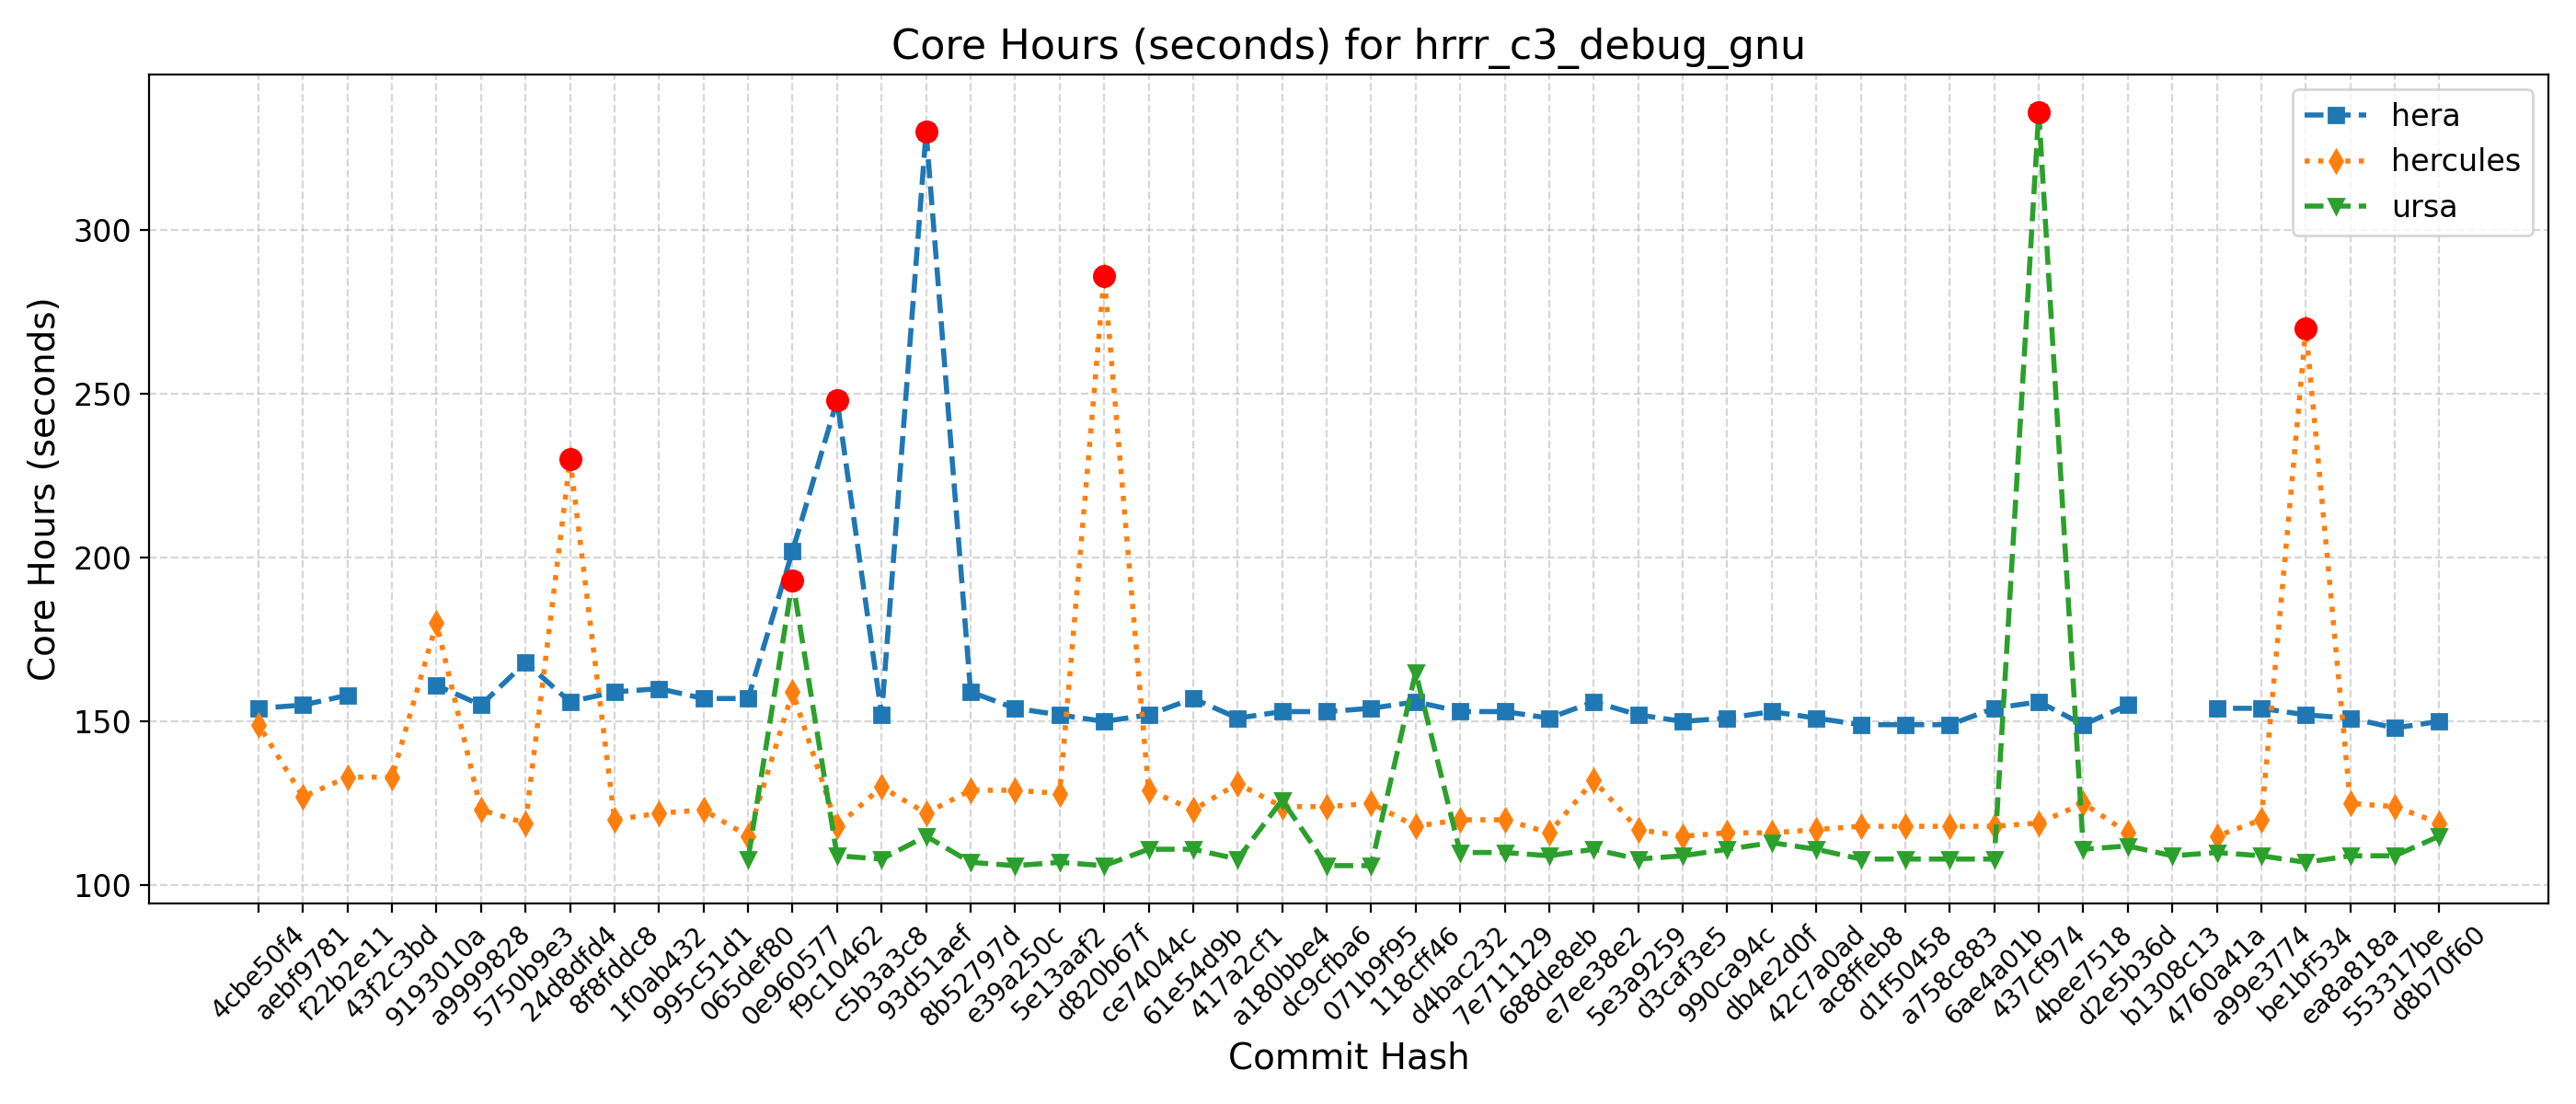 Core Hours (seconds) for hrrr_c3_debug_gnu
hera
hercules
ursa
Core Hours (seconds)
300
250
200
150
100
4cbe50f4
aebf9781
f22b2e11
43f2c3bd
9193010a
a9999828
5750b9e3
24d8dfd4
8f8fddc8
1f0ab432
995c51d1
065def80
0e960577
f9c10462
c5b3a3c8
93d51aef
8b52797d
e39a250c
5e13aaf2
d820b67f
ce74044c
61e54d9b
417a2cf1
a180bbe4
dc9cfba6
071b9f95
118cff46
d4bac232
7e711129
688de8eb
e7ee38e2
5e3a9259
d3caf3e5
990ca94c
db4e2d0f
42c7a0ad
ac8ffeb8
d1f50458
a758c883
6ae4a01b
437cf974
4bee7518
d2e5b36d
b1308c13
4760a41a
a99e3774
be1bf534
ea8a818a
553317be
d8b70f60
Commit Hash